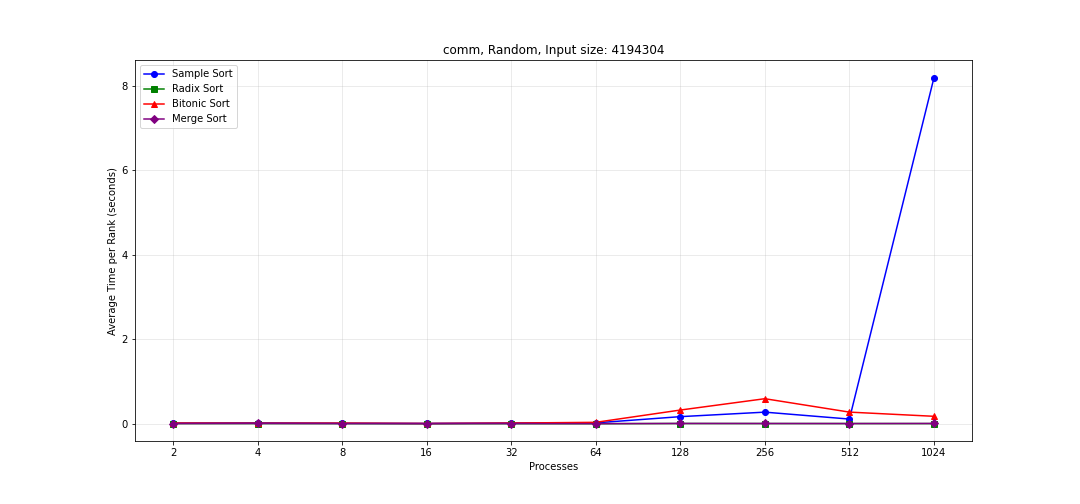 comm, Random, Input size: 4194304
Sample Sort
Radix Sort
Bitonic Sort
Merge Sort
Average Time per Rank (seconds)
8
6
4
2
0
2 4 8 16 32 64 128 256 512 1024
Processes